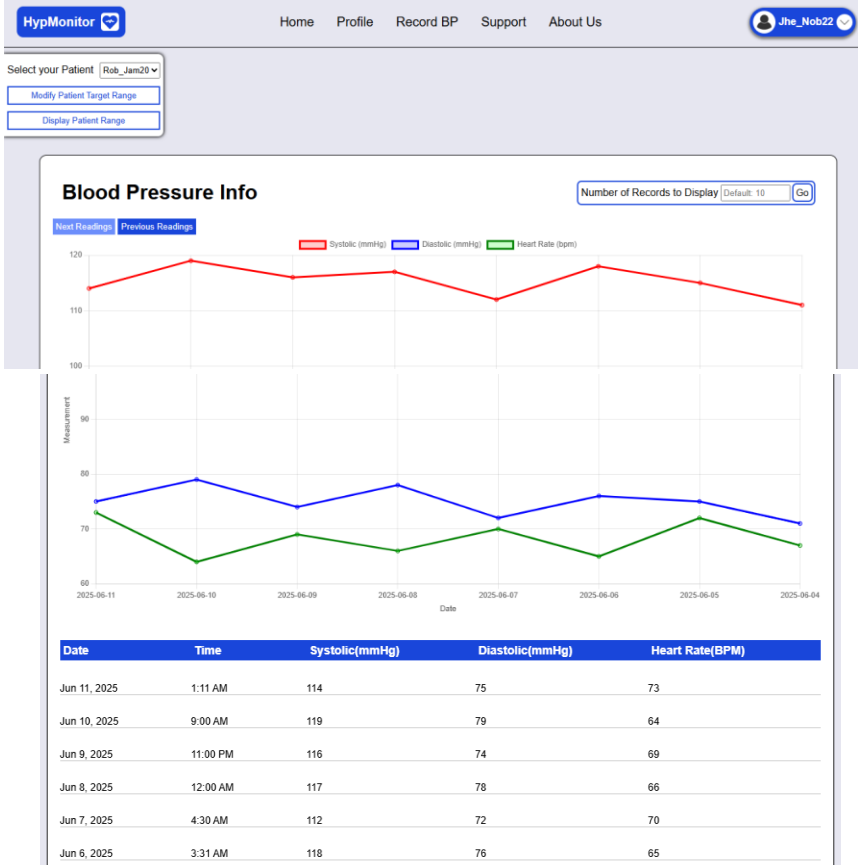 HypMonitor
Home Profile Record BP Support About Us
Jhe_Nob22
Select your Patient Rob_Jam20
Modify Patient Target Range
Display Patient Range
Blood Pressure Info
Number of Records to Display Default: 10 Go
Next Readings Previous Readings
Systolic (mmHg) Diastolic (mmHg) Heart Rate (bpm)
120
110
100
Measurement
90
80
70
60
2025-06-11 2025-06-10 2025-06-09 2025-06-08 2025-06-07 2025-06-06 2025-06-05 2025-06-04
Date
Date Time Systolic(mmHg) Diastolic(mmHg) Heart Rate(BPM)
Jun 11, 2025 1:11 AM 114 75 73
Jun 10, 2025 9:00 AM 119 79 64
Jun 9, 2025 11:00 PM 116 74 69
Jun 8, 2025 12:00 AM 117 78 66
Jun 7, 2025 4:30 AM 112 72 70
Jun 6, 2025 3:31 AM 118 76 65